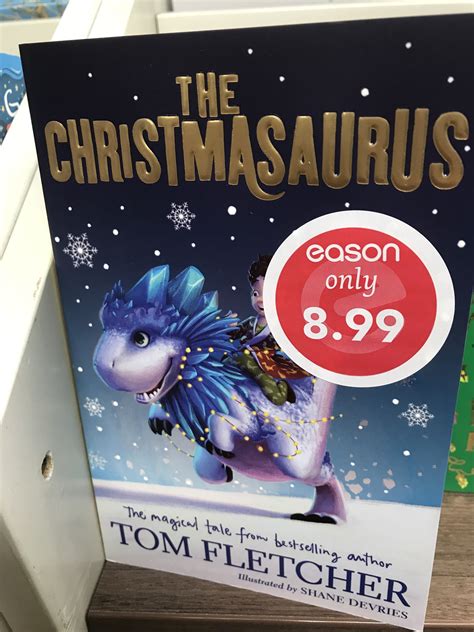 THE
CHRISTMASAURUS
eason
only
8.99
The magical tale from bestselling author
TOM FLETCHER
Illustrated by SHANE DEVRIES